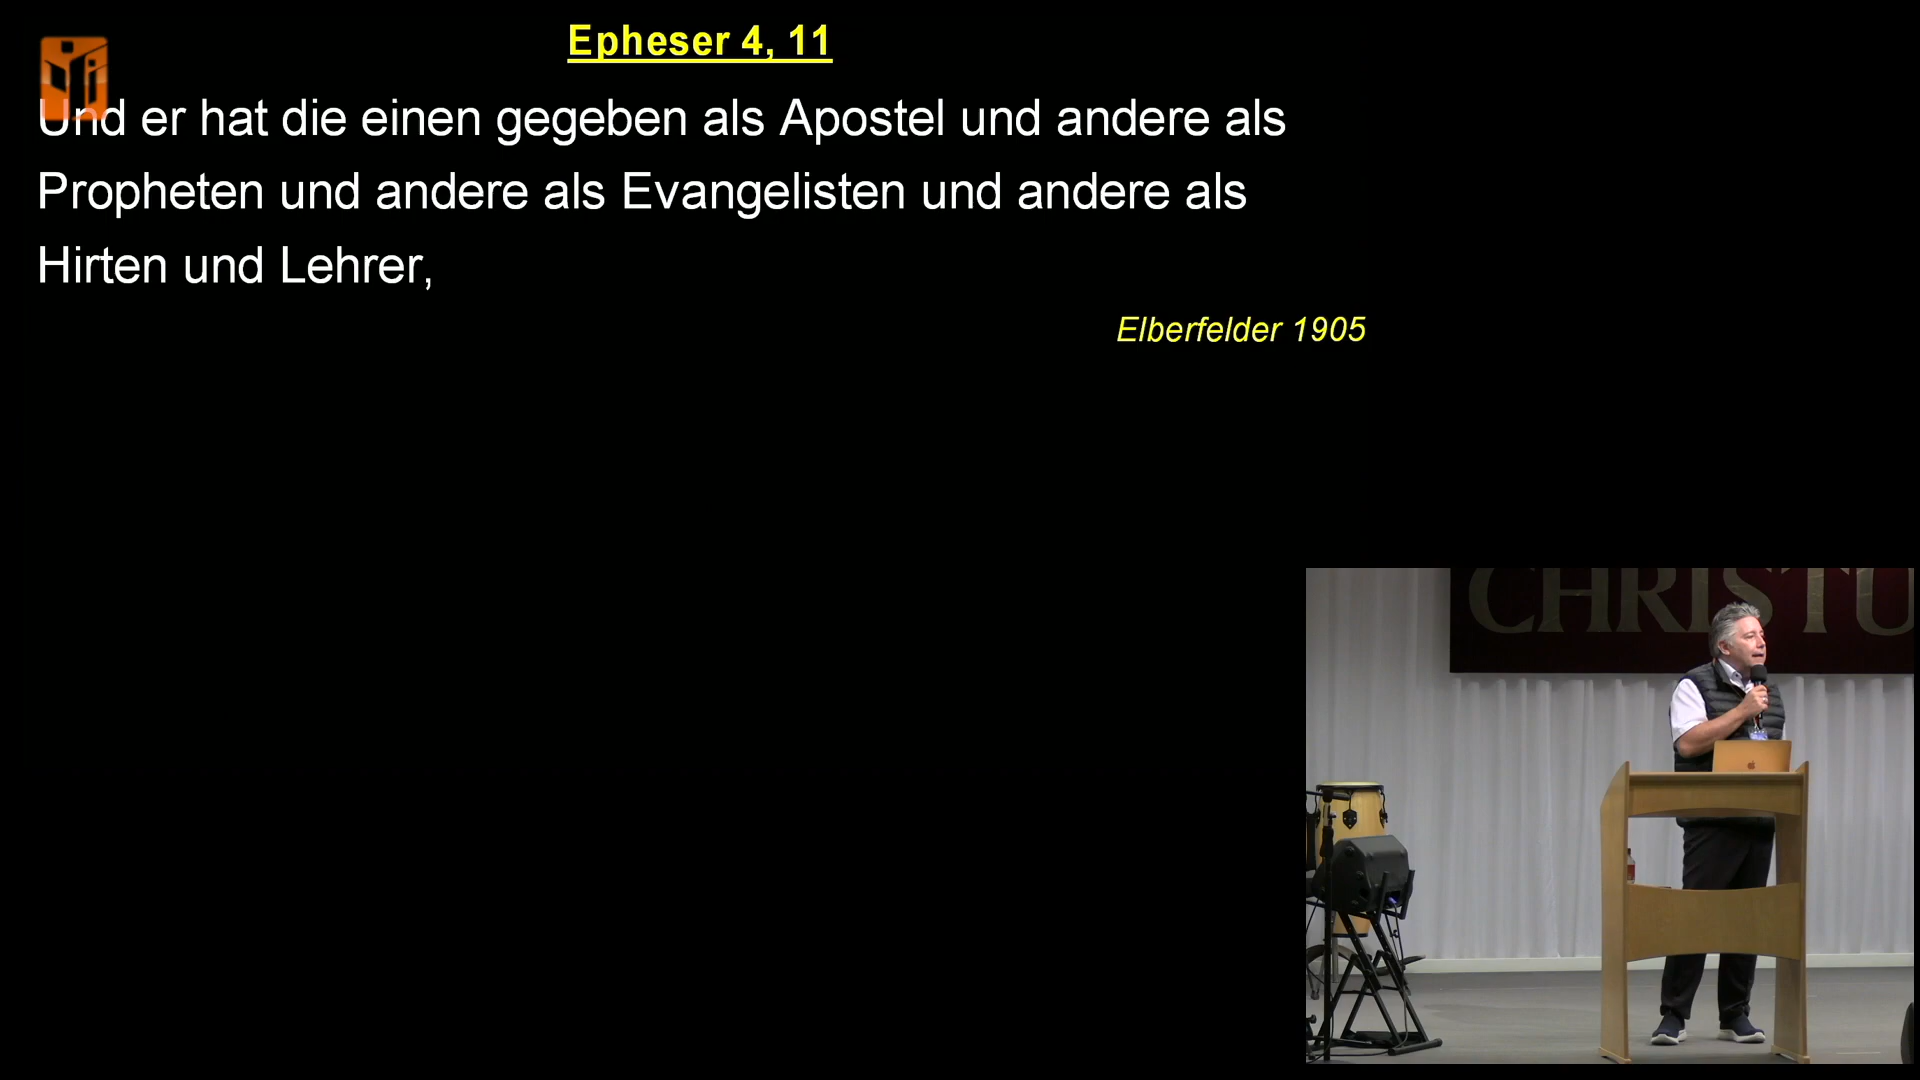 Epheser 4, 11
Und er hat die einen gegeben als Apostel und andere als
Propheten und andere als Evangelisten und andere als
Hirten und Lehrer,
Elberfelder 1905
CHRISTU